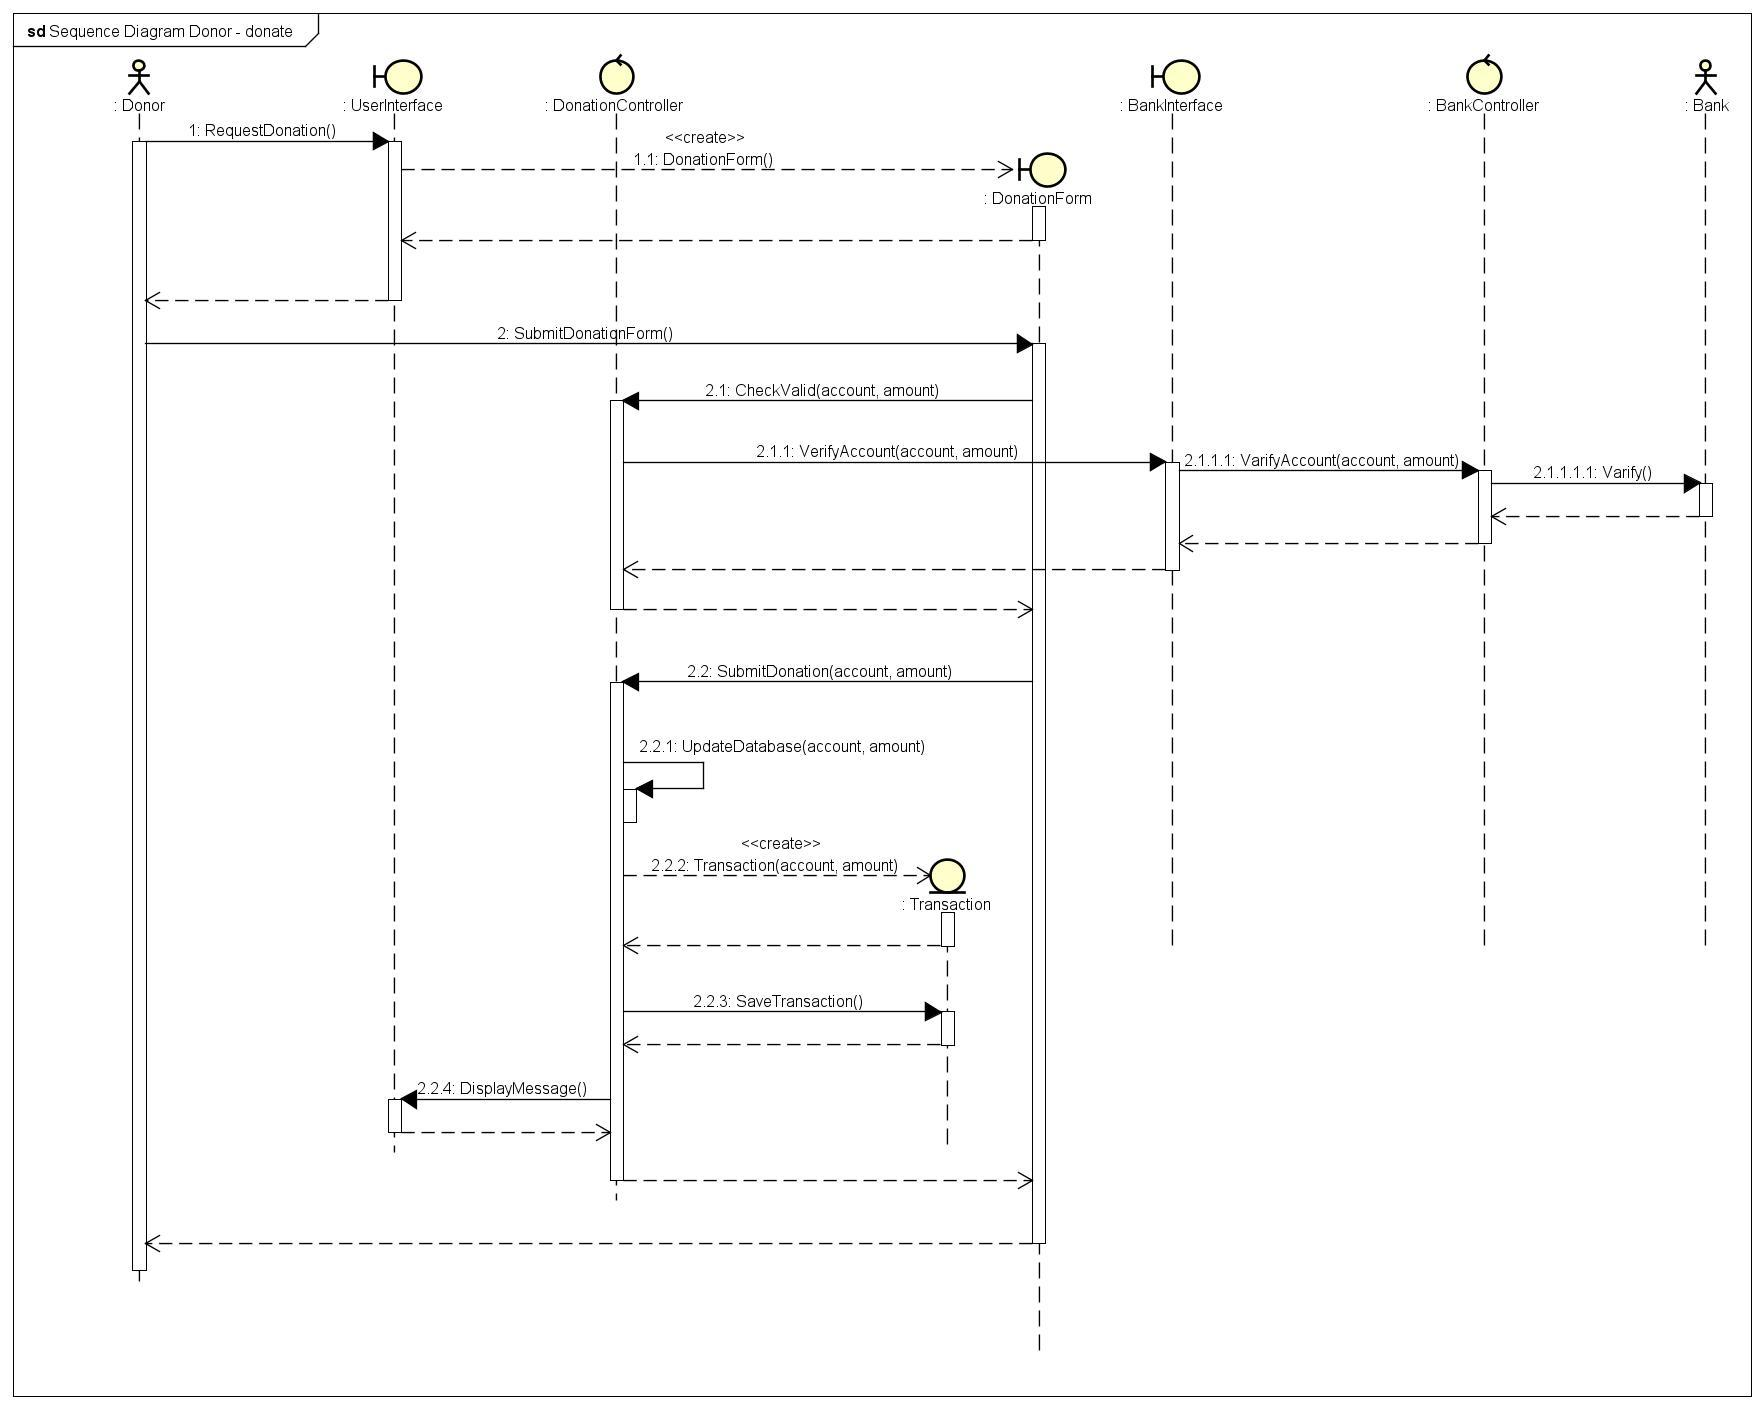 sd Sequence Diagram Donor - donate
: Donor
: UserInterface
: DonationController
: BankInterface
: BankController
: Bank
1: RequestDonation()
<<create>>
1.1: DonationForm()
: DonationForm
2: SubmitDonationForm()
2.1: CheckValid(account, amount)
2.1.1: VerifyAccount(account, amount)
2.1.1.1: VarifyAccount(account, amount)
2.1.1.1.1: Varify()
2.2: SubmitDonation(account, amount)
2.2.1: UpdateDatabase(account, amount)
<<create>>
2.2.2: Transaction(account, amount)
: Transaction
2.2.3: SaveTransaction()
2.2.4: DisplayMessage()